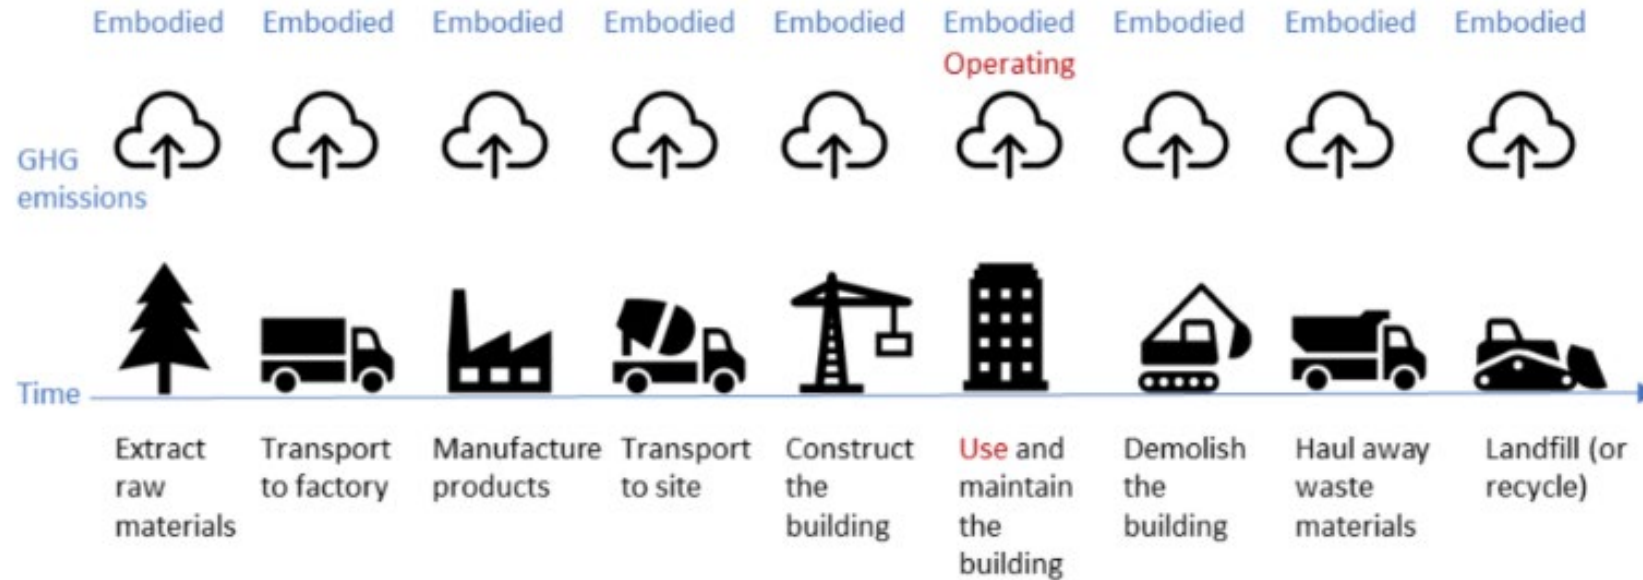 Embodied Embodied Embodied Embodied Embodied Embodied Embodied Embodied Embodied
Operating
GHG
emissions
Time
Extract
raw
materials
Transport
to factory
Manufacture
products
Transport
to site
Construct
the
building
Use and
maintain
the
building
Demolish
the
building
Haul away
waste
materials
Landfill (or
recycle)